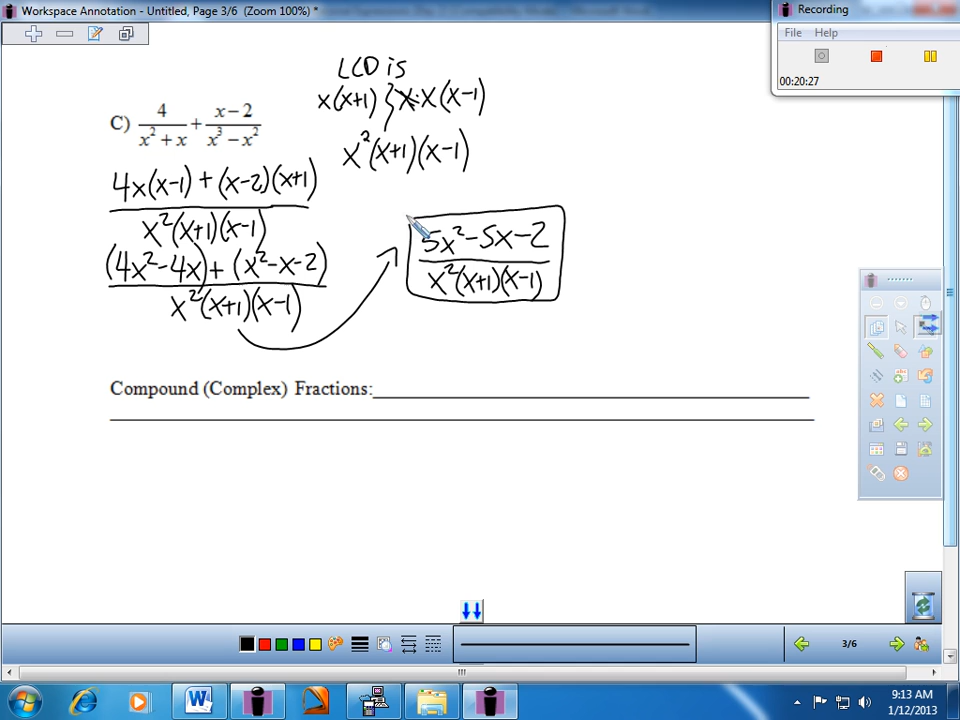 Workspace Annotation - Untitled, Page 3/6 (Zoom 100%) *
Recording
File Help
00:20:27
LCD is
x(x+1) } x·x(x-1)
x²(x+1)(x-1)
C) 4/(x²+x) + (x-2)/(x³-x²)
4x(x-1) + (x-2)(x+1)
x²(x+1)(x-1)
(4x²-4x) + (x²-x-2)
x²(x+1)(x-1)
5x²-5x-2
x²(x+1)(x-1)
Compound (Complex) Fractions:
3/6
9:13 AM
1/12/2013